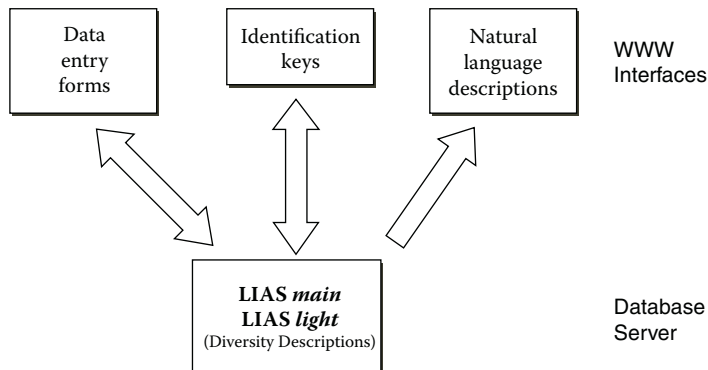 Data
entry
forms
Identification
keys
Natural
language
descriptions
WWW
Interfaces
LIAS main
LIAS light
(Diversity Descriptions)
Database
Server